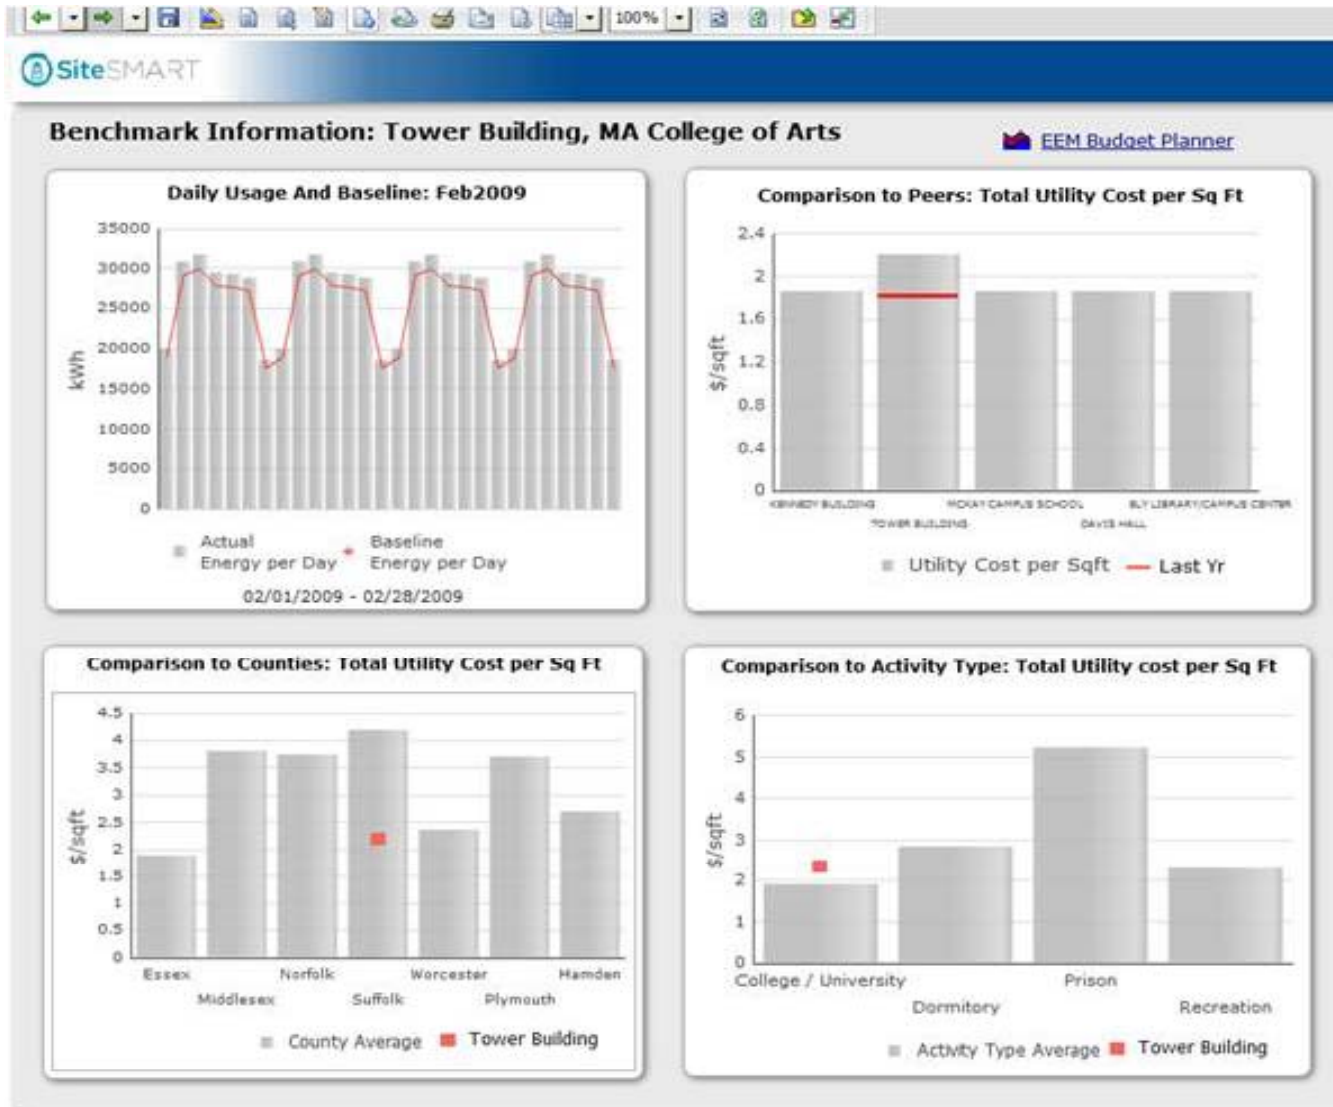 100%
SiteSMART
Benchmark Information: Tower Building, MA College of Arts
EEM Budget Planner
Daily Usage And Baseline: Feb2009
35000
30000
25000
20000
15000
10000
5000
0
kWh
Actual
Energy per Day
Baseline
Energy per Day
02/01/2009 - 02/28/2009
Comparison to Peers: Total Utility Cost per Sq Ft
2.4
2
1.6
1.2
0.8
0.4
0
$/sqft
KENNEDY BUILDING
TOWER BUILDING
MCKAY CAMPUS SCHOOL
DAVIS HALL
ELY LIBRARY/CAMPUS CENTER
Utility Cost per Sqft
Last Yr
Comparison to Counties: Total Utility Cost per Sq Ft
4.5
4
3.5
3
2.5
2
1.5
1
0.5
0
$/sqft
Essex
Middlesex
Norfolk
Suffolk
Worcester
Plymouth
Hamden
County Average
Tower Building
Comparison to Activity Type: Total Utility cost per Sq Ft
6
5
4
3
2
1
0
$/sqft
College / University
Dormitory
Prison
Recreation
Activity Type Average
Tower Building